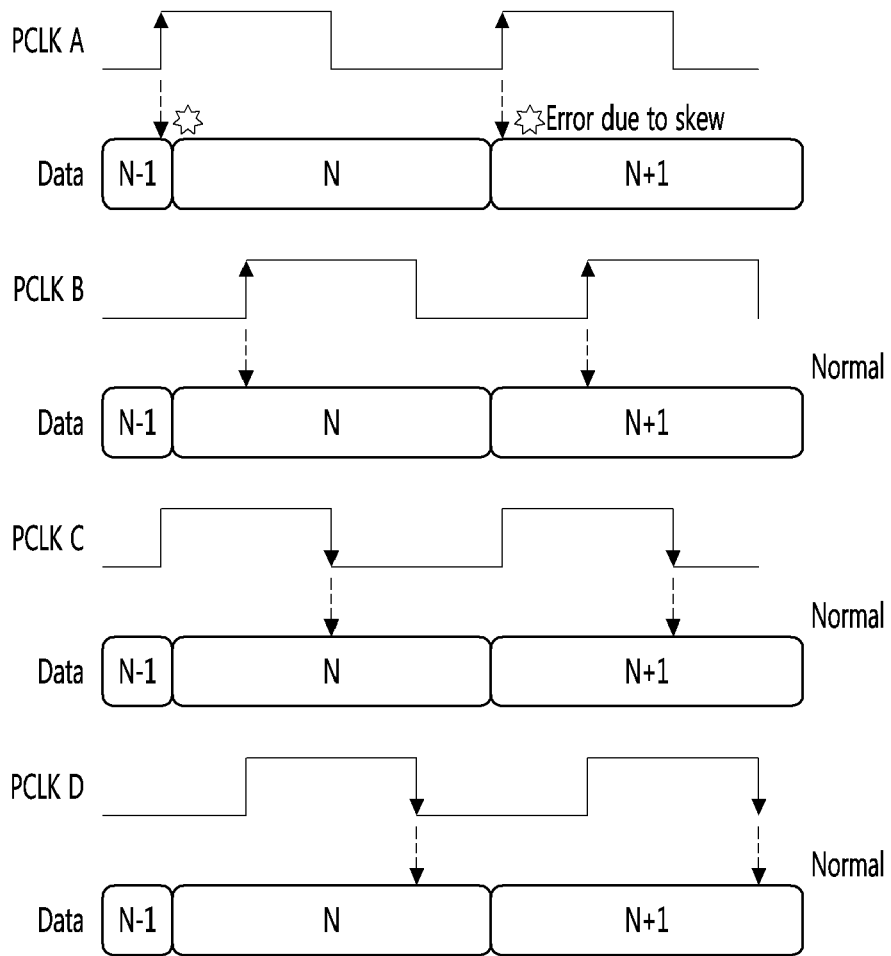 PCLK A
Error due to skew
Data N-1 N N+1
PCLK B
Normal
Data N-1 N N+1
PCLK C
Normal
Data N-1 N N+1
PCLK D
Normal
Data N-1 N N+1